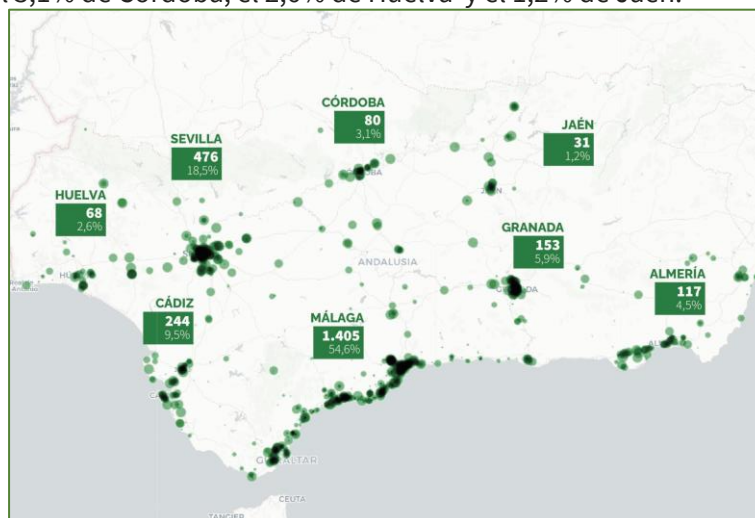 3,1% de Córdoba, el 2,6% de Huelva y el 1,2% de Jaén.
CÓRDOBA
80
3,1%
JAÉN
31
1,2%
SEVILLA
476
18,5%
HUELVA
68
2,6%
GRANADA
153
5,9%
ANDALUSIA
ALMERÍA
117
4,5%
CÁDIZ
244
9,5%
MÁLAGA
1.405
54,6%
GIBRALTAR
CEUTA
TANGIER